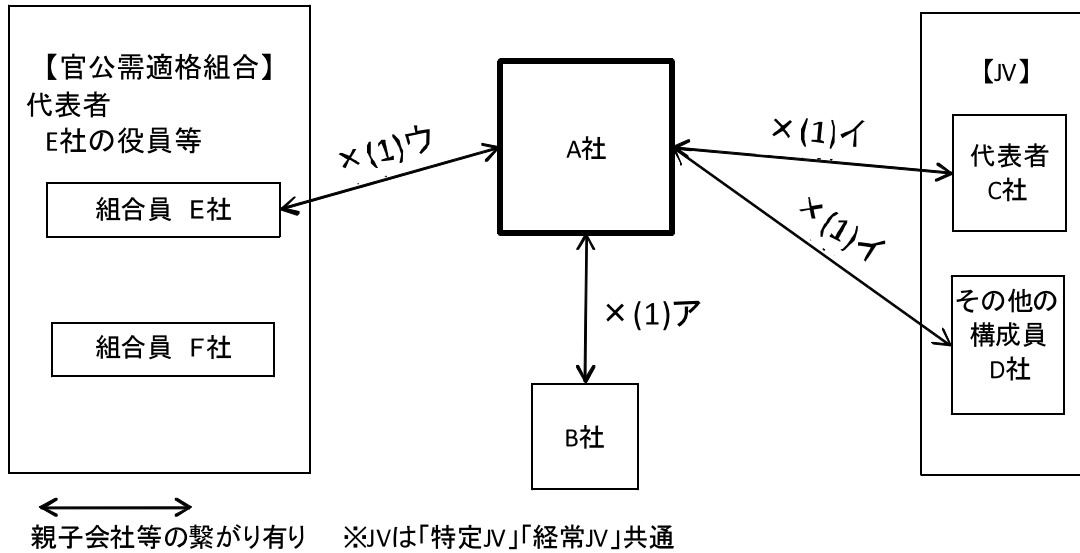 【官公需適格組合】
代表者
E社の役員等
組合員 E社
組合員 F社
×(1)ウ
A社
×(1)ア
B社
×(1)イ
×(1)イ
【JV】
代表者
C社
その他の
構成員
D社
親子会社等の繋がり有り ※JVは「特定JV」「経常JV」共通